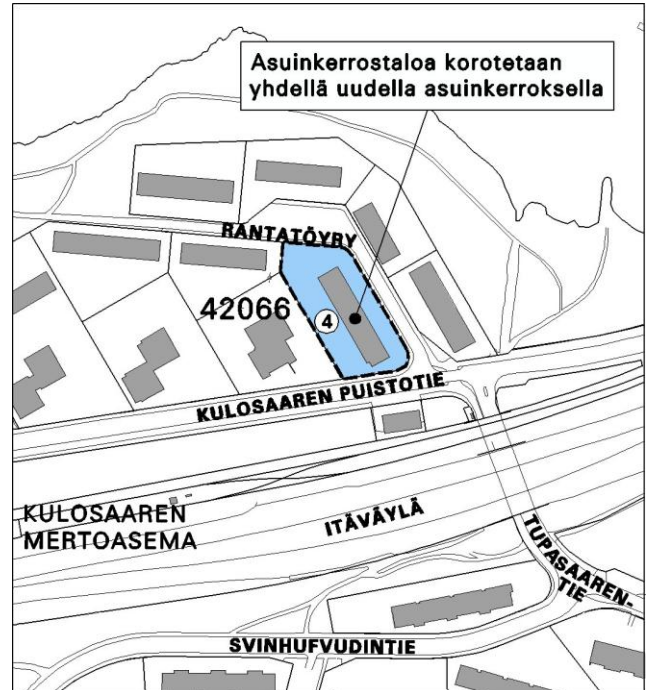 Asuinkerrostaloa korotetaan
yhdellä uudella asuinkerroksella
RANTATÖYRY
42066
4
KULOSAAREN PUISTOTIE
KULOSAAREN
MERTOASEMA
ITÄVÄYLÄ
TUPASAAREN-
TIE
SVINHUFVUDINTIE